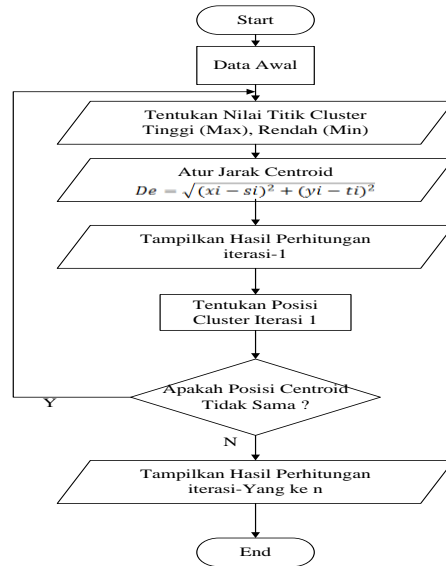 Start
Data Awal
Tentukan Nilai Titik Cluster
Tinggi (Max), Rendah (Min)
Atur Jarak Centroid
De = √(xi − si)² + (yi − ti)²
Tampilkan Hasil Perhitungan
iterasi-1
Tentukan Posisi
Cluster Iterasi 1
Apakah Posisi Centroid
Tidak Sama ?
Y
N
Tampilkan Hasil Perhitungan
iterasi-Yang ke n
End